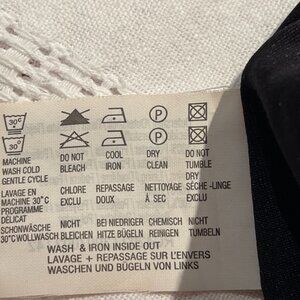 30°C P
30°C P
MACHINE WASH COLD GENTLE CYCLE
DO NOT BLEACH
COOL IRON
DRY CLEAN
DO NOT TUMBLE DRY
LAVAGE EN MACHINE 30°C PROGRAMME DÉLICAT
CHLORE EXCLU
REPASSAGE DOUX
NETTOYAGE À SEC
SÈCHE-LINGE EXCLU
SCHONWÄSCHE 30°C WOLLWASCH
NICHT BLEICHEN
BEI NIEDRIGER HITZE BÜGELN
CHEMISCH REINIGEN
NICHT TUMBELN
WASH & IRON INSIDE OUT
LAVAGE + REPASSAGE SUR L'ENVERS
WASCHEN UND BÜGELN VON LINKS